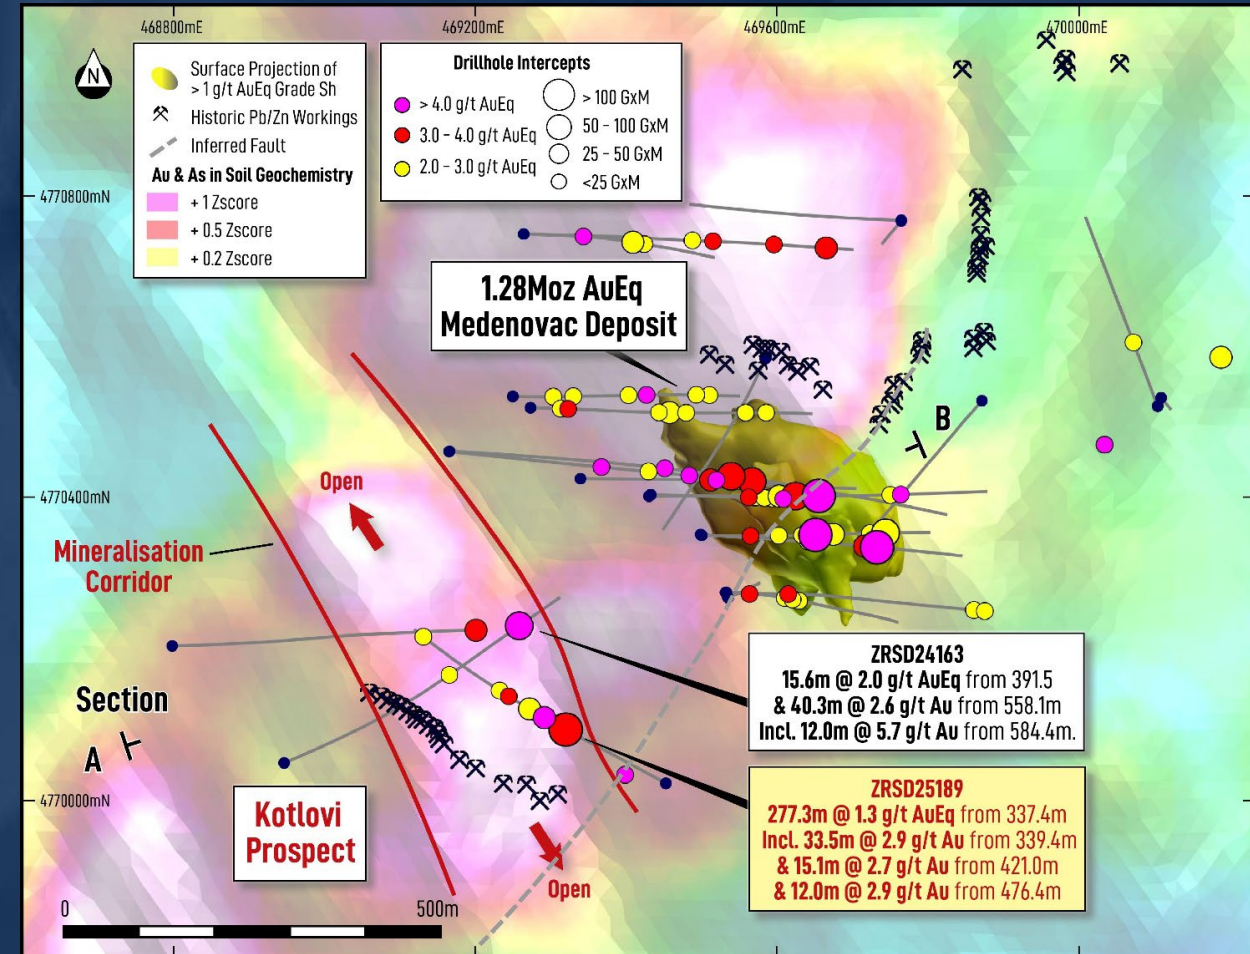 468800mE
469200mE
469600mE
470000mE
N
Surface Projection of
> 1 g/t AuEq Grade Sh
Historic Pb/Zn Workings
Inferred Fault
Au & As in Soil Geochemistry
+ 1 Zscore
+ 0.5 Zscore
+ 0.2 Zscore
Drillhole Intercepts
> 4.0 g/t AuEq
3.0 - 4.0 g/t AuEq
2.0 - 3.0 g/t AuEq
> 100 GxM
50 - 100 GxM
25 - 50 GxM
<25 GxM
4770800mN
1.28Moz AuEq
Medenovac Deposit
B
4770400mN
Open
Mineralisation
Corridor
Section
A
ZRSD24163
15.6m @ 2.0 g/t AuEq from 391.5
& 40.3m @ 2.6 g/t Au from 558.1m
Incl. 12.0m @ 5.7 g/t Au from 584.4m.
4770000mN
Kotlovi
Prospect
ZRSD25189
277.3m @ 1.3 g/t AuEq from 337.4m
Incl. 33.5m @ 2.9 g/t Au from 339.4m
& 15.1m @ 2.7 g/t Au from 421.0m
& 12.0m @ 2.9 g/t Au from 476.4m
Open
0
500m